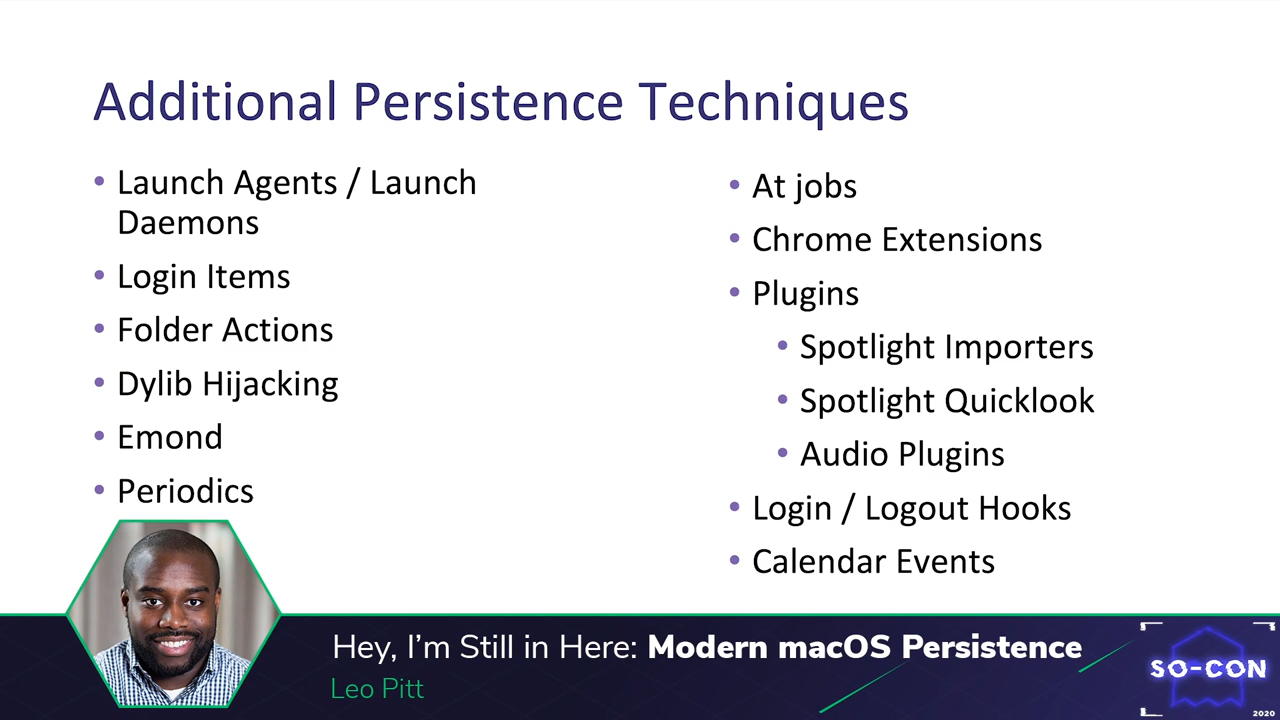 Additional Persistence Techniques
• Launch Agents / Launch
Daemons
• Login Items
• Folder Actions
• Dylib Hijacking
• Emond
• Periodics
• At jobs
• Chrome Extensions
• Plugins
• Spotlight Importers
• Spotlight Quicklook
• Audio Plugins
• Login / Logout Hooks
• Calendar Events
Hey, I’m Still in Here: Modern macOS Persistence
Leo Pitt
SO-CON
2020